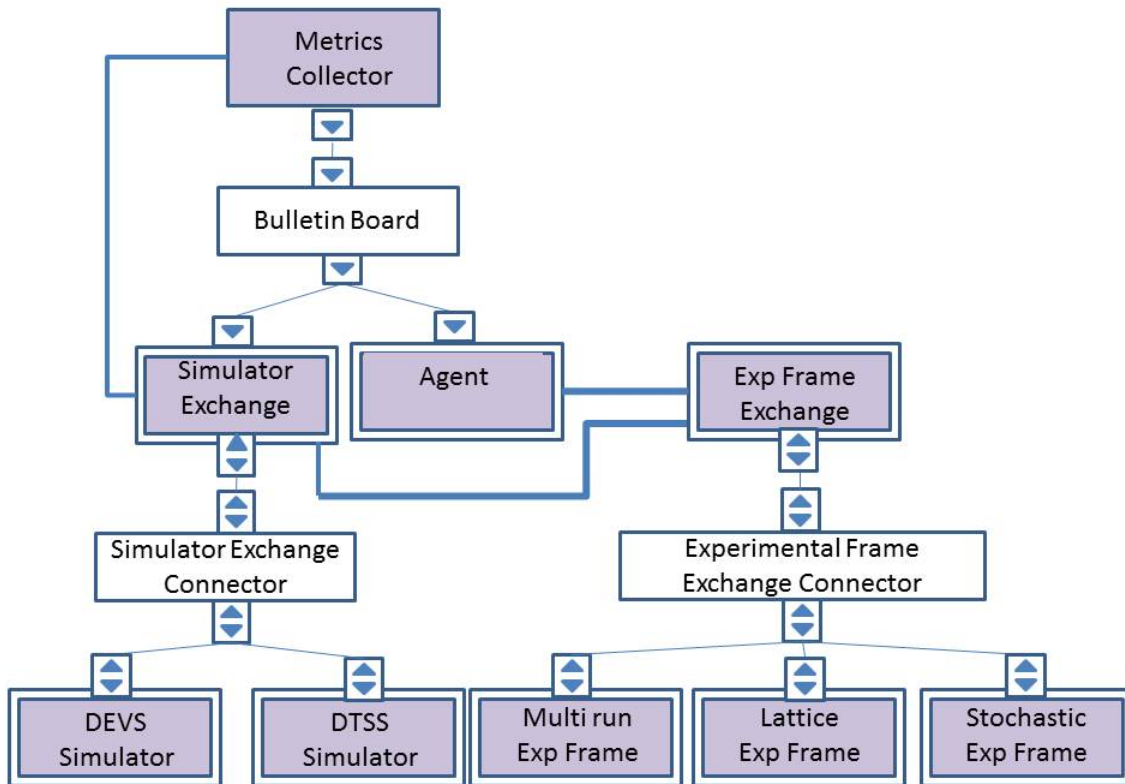 Metrics
Collector
Bulletin Board
Simulator
Exchange
Agent
Exp Frame
Exchange
Simulator Exchange
Connector
Experimental Frame
Exchange Connector
DEVS
Simulator
DTSS
Simulator
Multi run
Exp Frame
Lattice
Exp Frame
Stochastic
Exp Frame